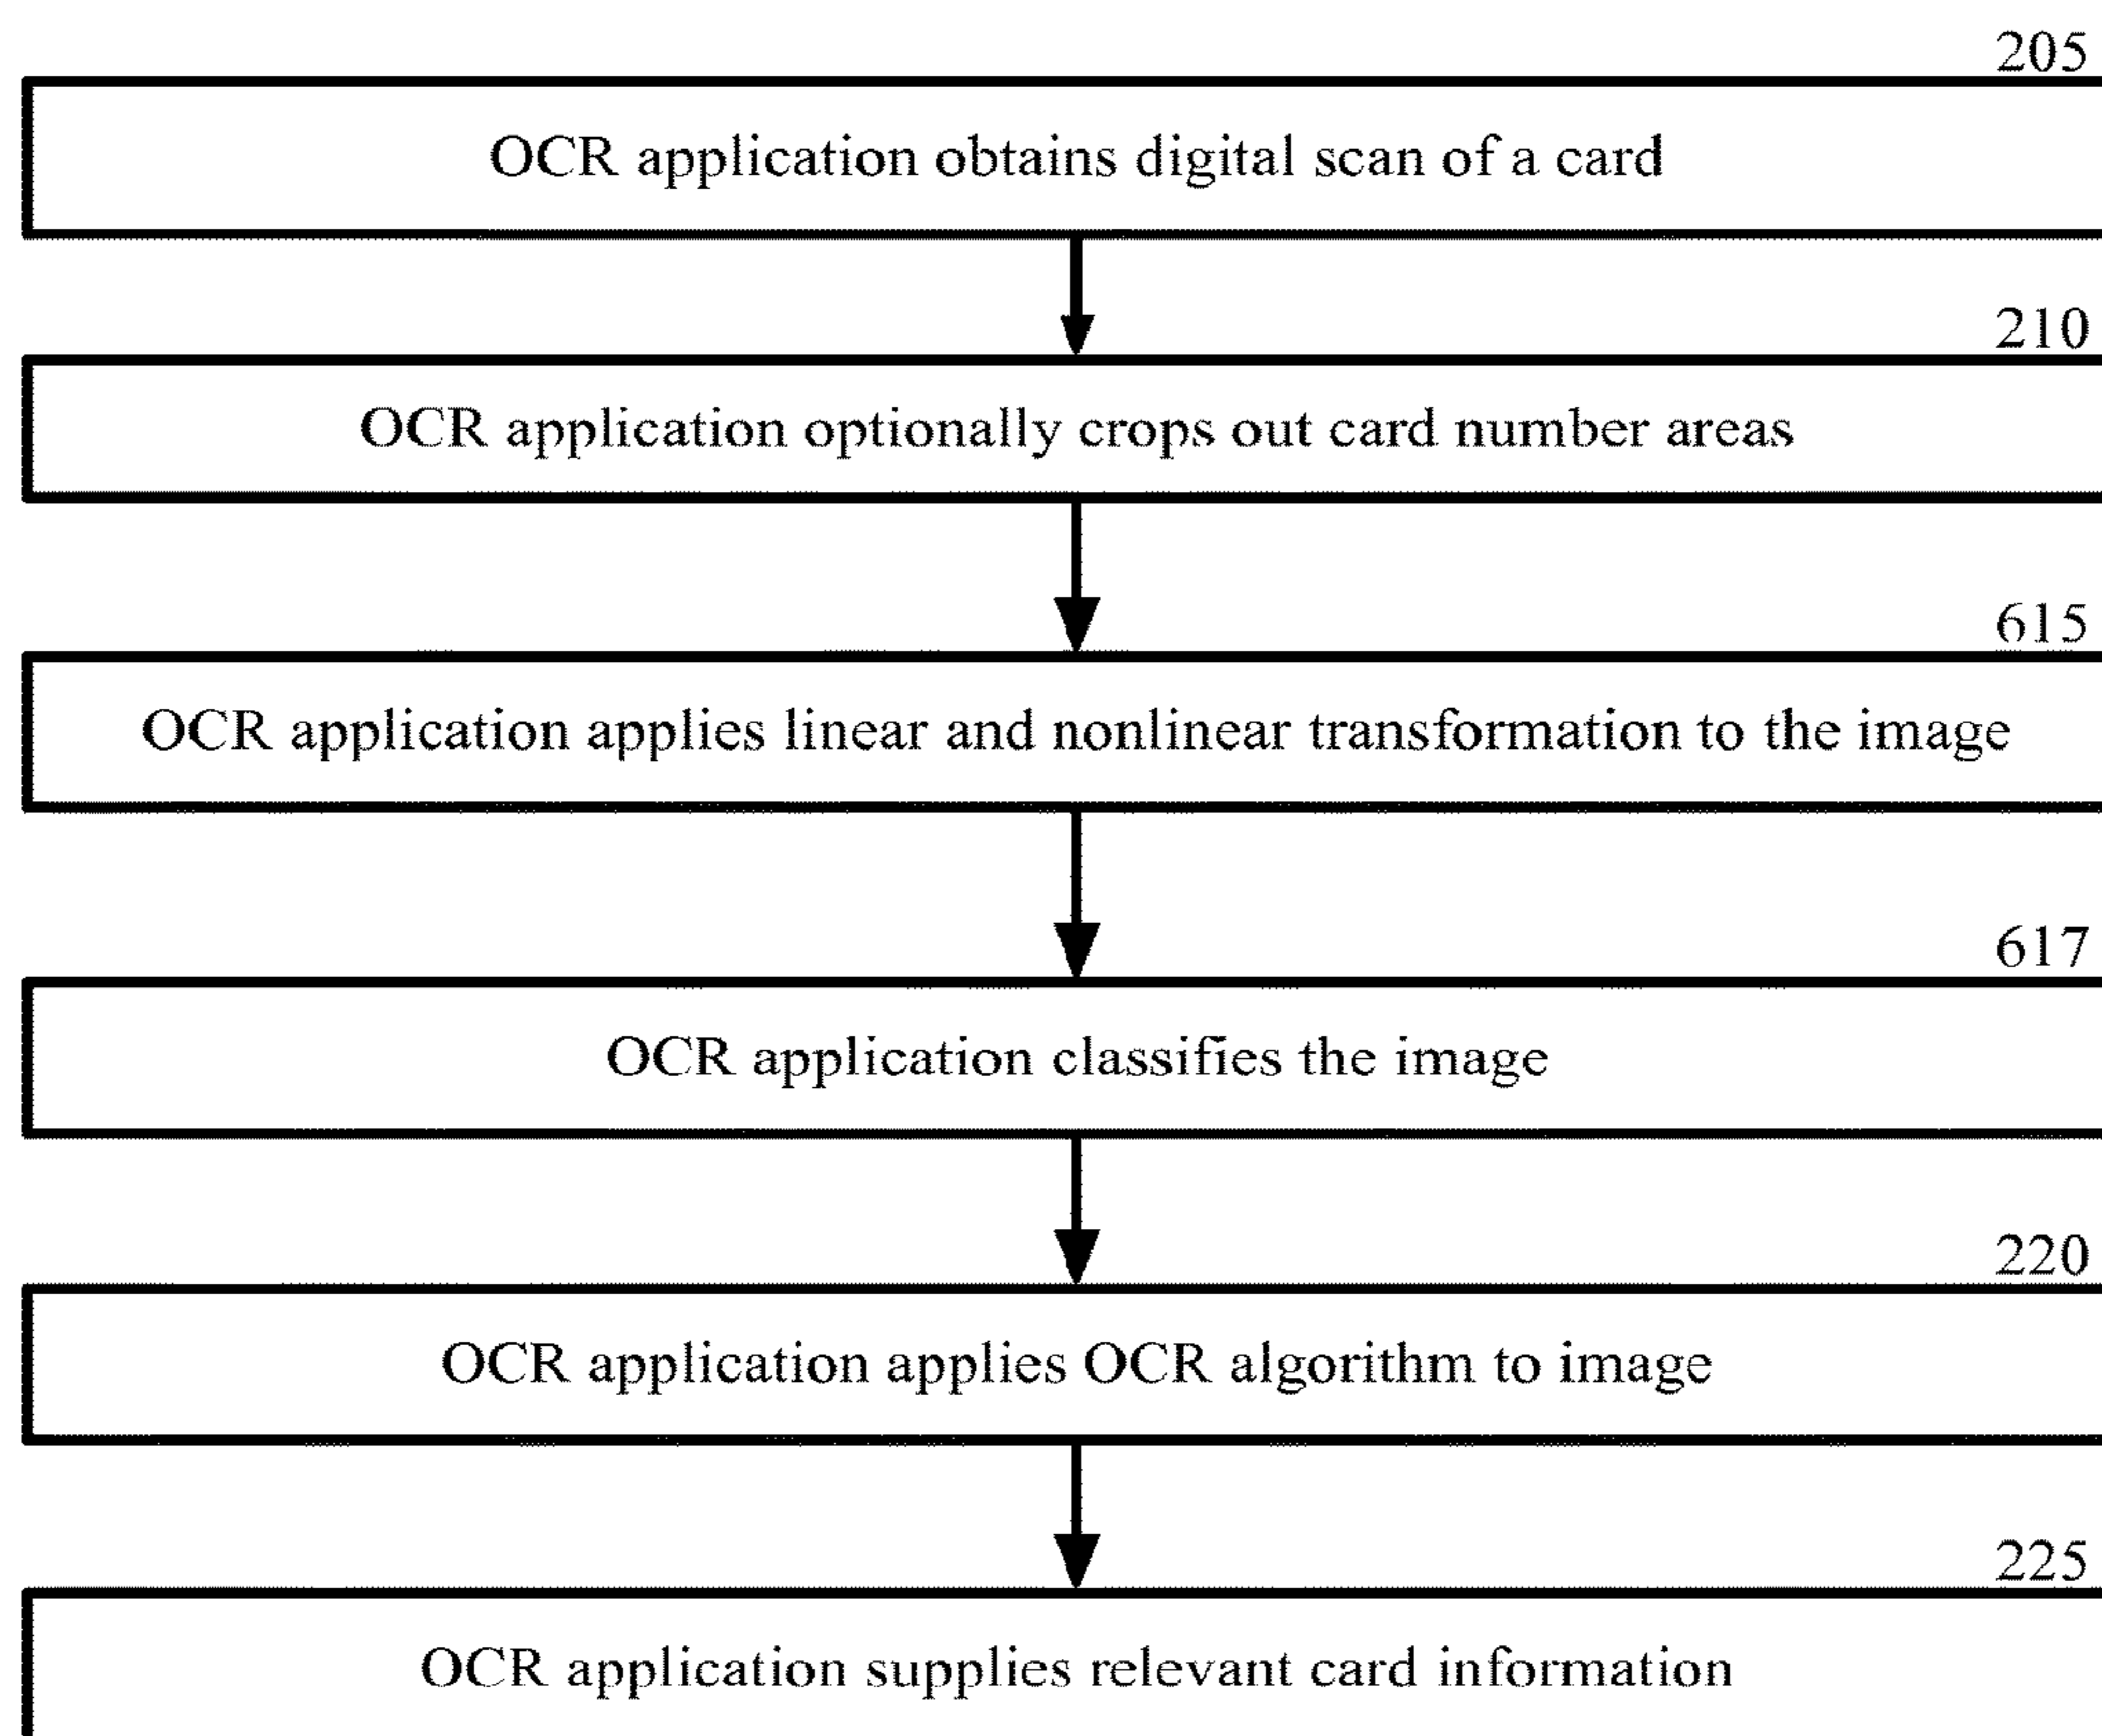 205
OCR application obtains digital scan of a card
210
OCR application optionally crops out card number areas
615
OCR application applies linear and nonlinear transformation to the image
617
OCR application classifies the image
220
OCR application applies OCR algorithm to image
225
OCR application supplies relevant card information